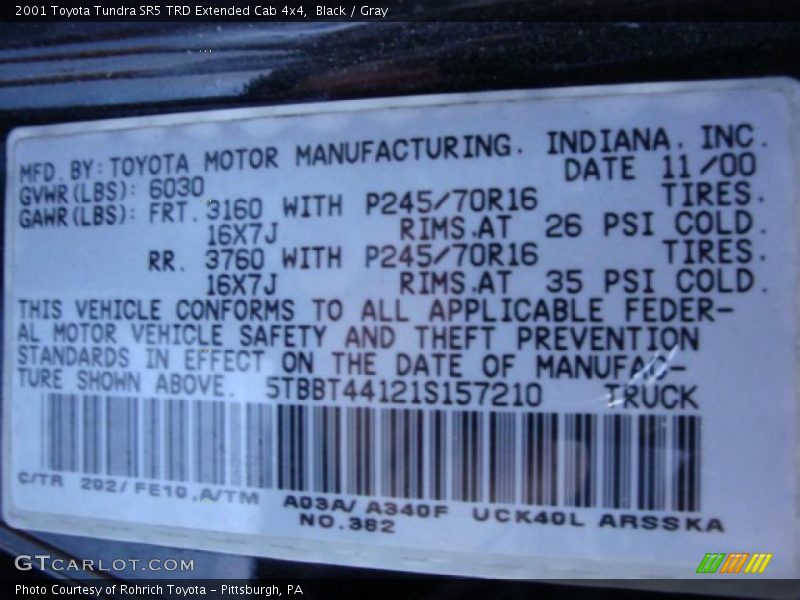 2001 Toyota Tundra SR5 TRD Extended Cab 4x4, Black / Gray
MFD. BY: TOYOTA MOTOR MANUFACTURING. INDIANA. INC.
DATE 11/00
GVWR(LBS): 6030
GAWR(LBS): FRT. 3160 WITH P245/70R16 TIRES.
16X7J RIMS.AT 26 PSI COLD.
RR. 3760 WITH P245/70R16 TIRES.
16X7J RIMS.AT 35 PSI COLD.
THIS VEHICLE CONFORMS TO ALL APPLICABLE FEDER-
AL MOTOR VEHICLE SAFETY AND THEFT PREVENTION
STANDARDS IN EFFECT ON THE DATE OF MANUFAC-
TURE SHOWN ABOVE. 5TBBT44121S157210 TRUCK
C/TR 202/FE10.A/TM A03A/A340F UCK40L ARSSKA
NO.382
GTCARLOT.COM
Photo Courtesy of Rohrich Toyota - Pittsburgh, PA